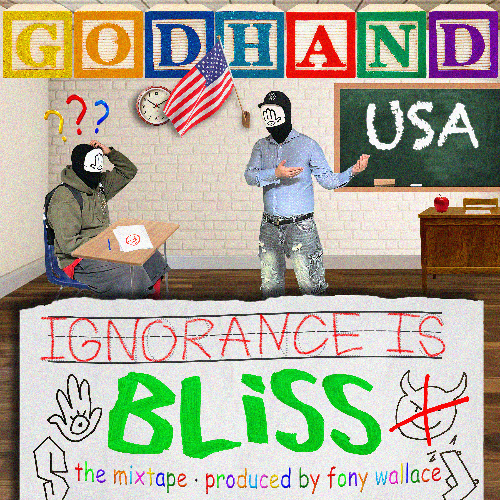 GODHAND
???
USA
IGNORANCE IS
BLiSS
the mixtape · produced by fony wallace